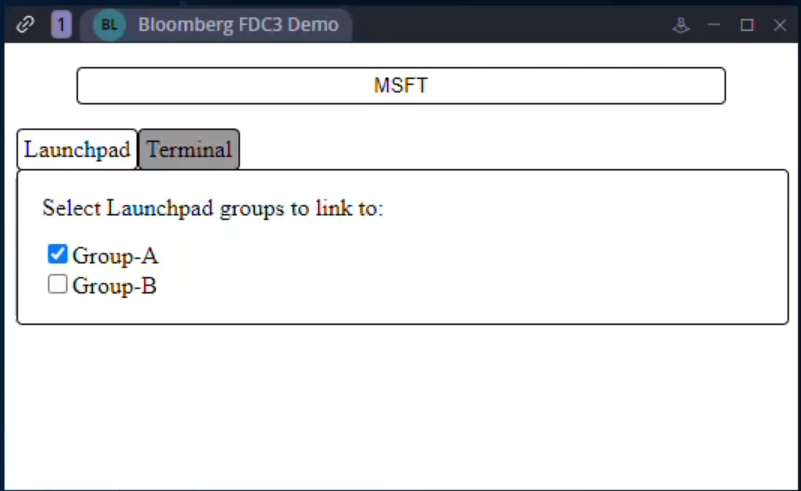 1 BL Bloomberg FDC3 Demo
MSFT
Launchpad Terminal
Select Launchpad groups to link to:
Group-A
Group-B